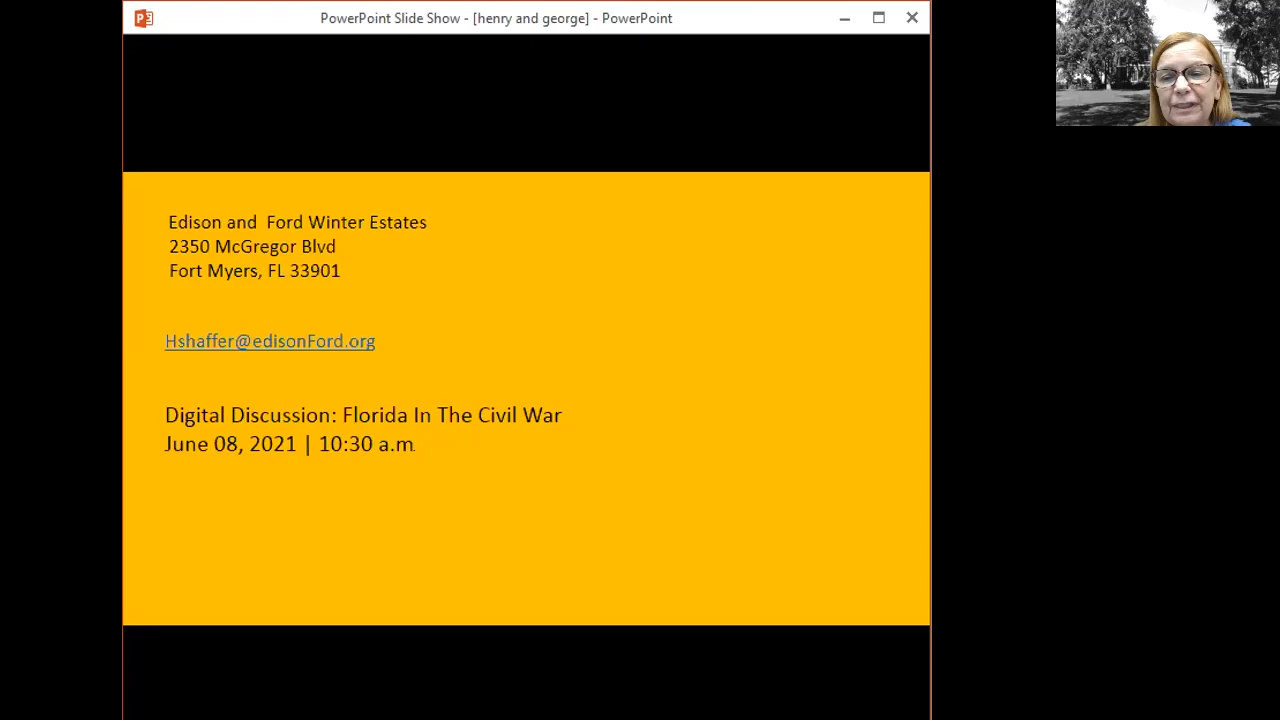 PowerPoint Slide Show - [henry and george] - PowerPoint
Edison and  Ford Winter Estates
2350 McGregor Blvd
Fort Myers, FL 33901
Hshaffer@edisonFord.org
Digital Discussion: Florida In The Civil War
June 08, 2021 | 10:30 a.m.